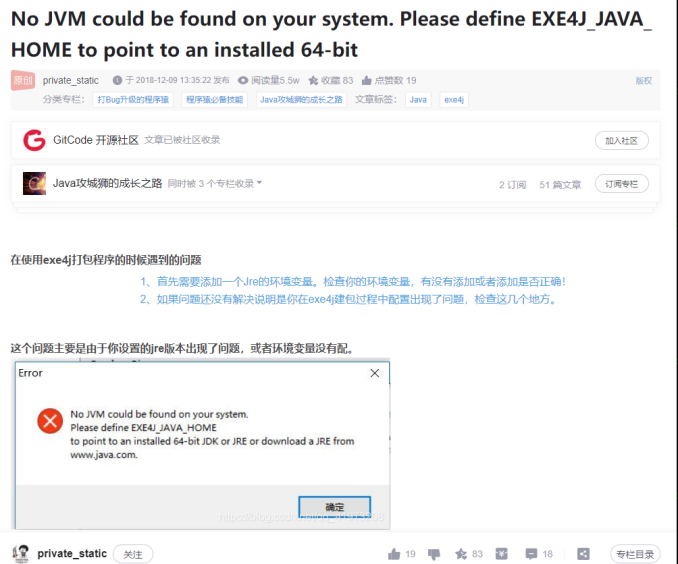 No JVM could be found on your system. Please define EXE4J_JAVA_
HOME to point to an installed 64-bit
原创 private_static 于 2018-12-09 13:35:22 发布 阅读量5.5w 收藏 83 点赞数 19 版权
分类专栏： 打Bug升级的程序猿 程序猿必备技能 Java攻城狮的成长之路 文章标签： Java exe4j
GitCode 开源社区 文章已被社区收录 加入社区
Java攻城狮的成长之路 同时被 3 个专栏收录 2 订阅 51 篇文章 订阅专栏
在使用exe4j打包程序的时候遇到的问题
1、首先需要添加一个Jre的环境变量。检查你的环境变量，有没有添加或者添加是否正确！
2、如果问题还没有解决说明是你在exe4j建包过程中配置出现了问题，检查这几个地方。
这个问题主要是由于你设置的jre版本出现了问题，或者环境变量没有配。
Error
No JVM could be found on your system.
Please define EXE4J_JAVA_HOME
to point to an installed 64-bit JDK or JRE or download a JRE from
www.java.com.
确定
private_static 关注 19 83 18 专栏目录